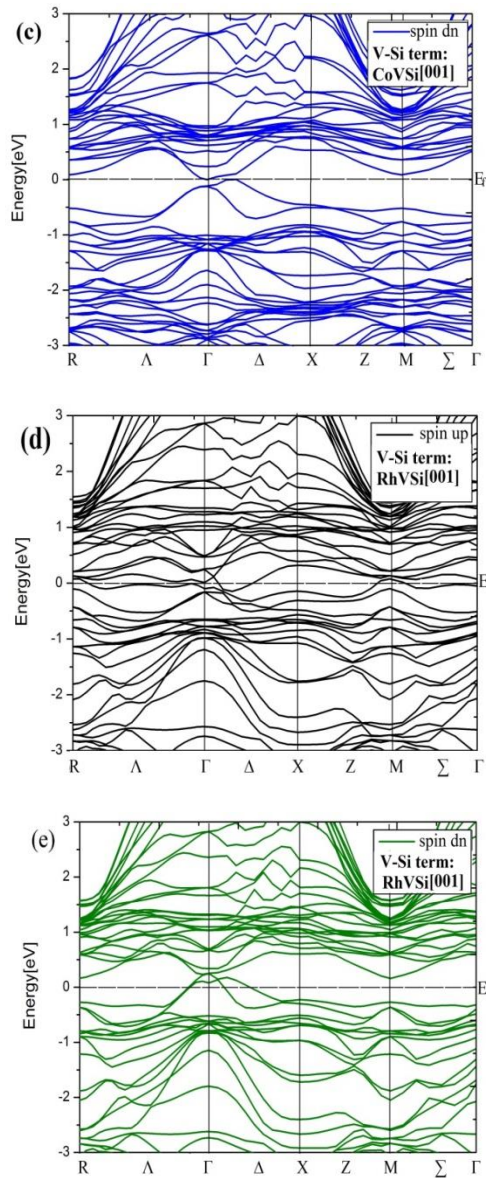 (c)
3
2
1
0
-1
-2
-3
Energy[eV]
spin dn
V-Si term:
CoVSi[001]
E_f
R Λ Γ Δ X Z M Σ Γ
(d)
3
2
1
0
-1
-2
-3
Energy[eV]
spin up
V-Si term:
RhVSi[001]
E
R Λ Γ Δ X Z M Σ Γ
(e)
3
2
1
0
-1
-2
-3
Energy[eV]
spin dn
V-Si term:
RhVSi[001]
E
R Λ Γ Δ X Z M Σ Γ